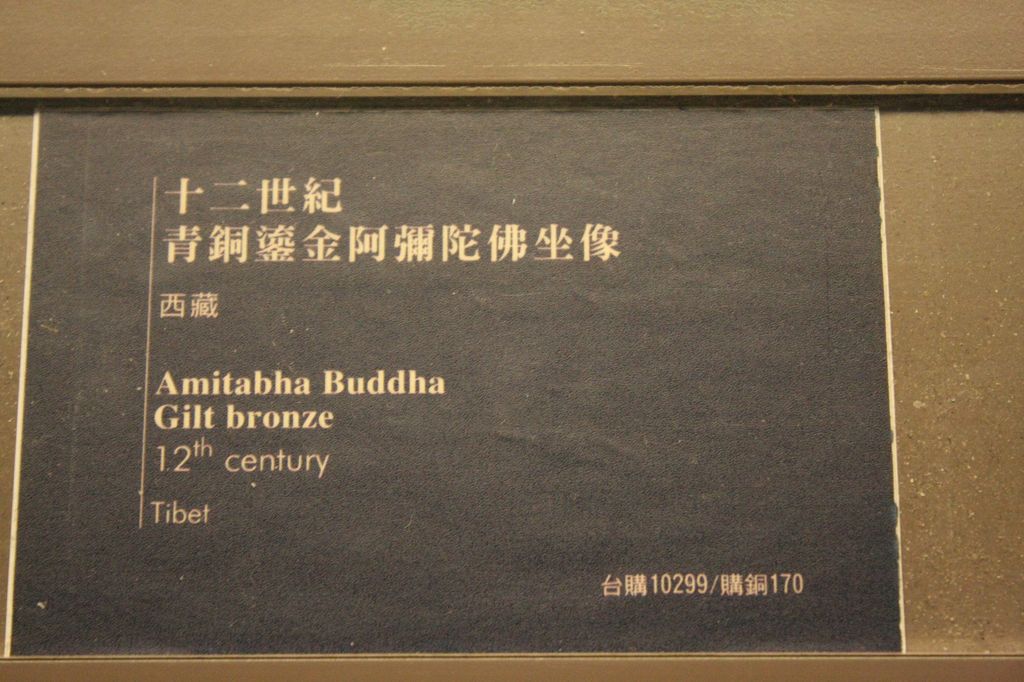 十二世紀
青銅鎏金阿彌陀佛坐像
西藏
Amitabha Buddha
Gilt bronze
12th century
Tibet
台購10299/購銅170